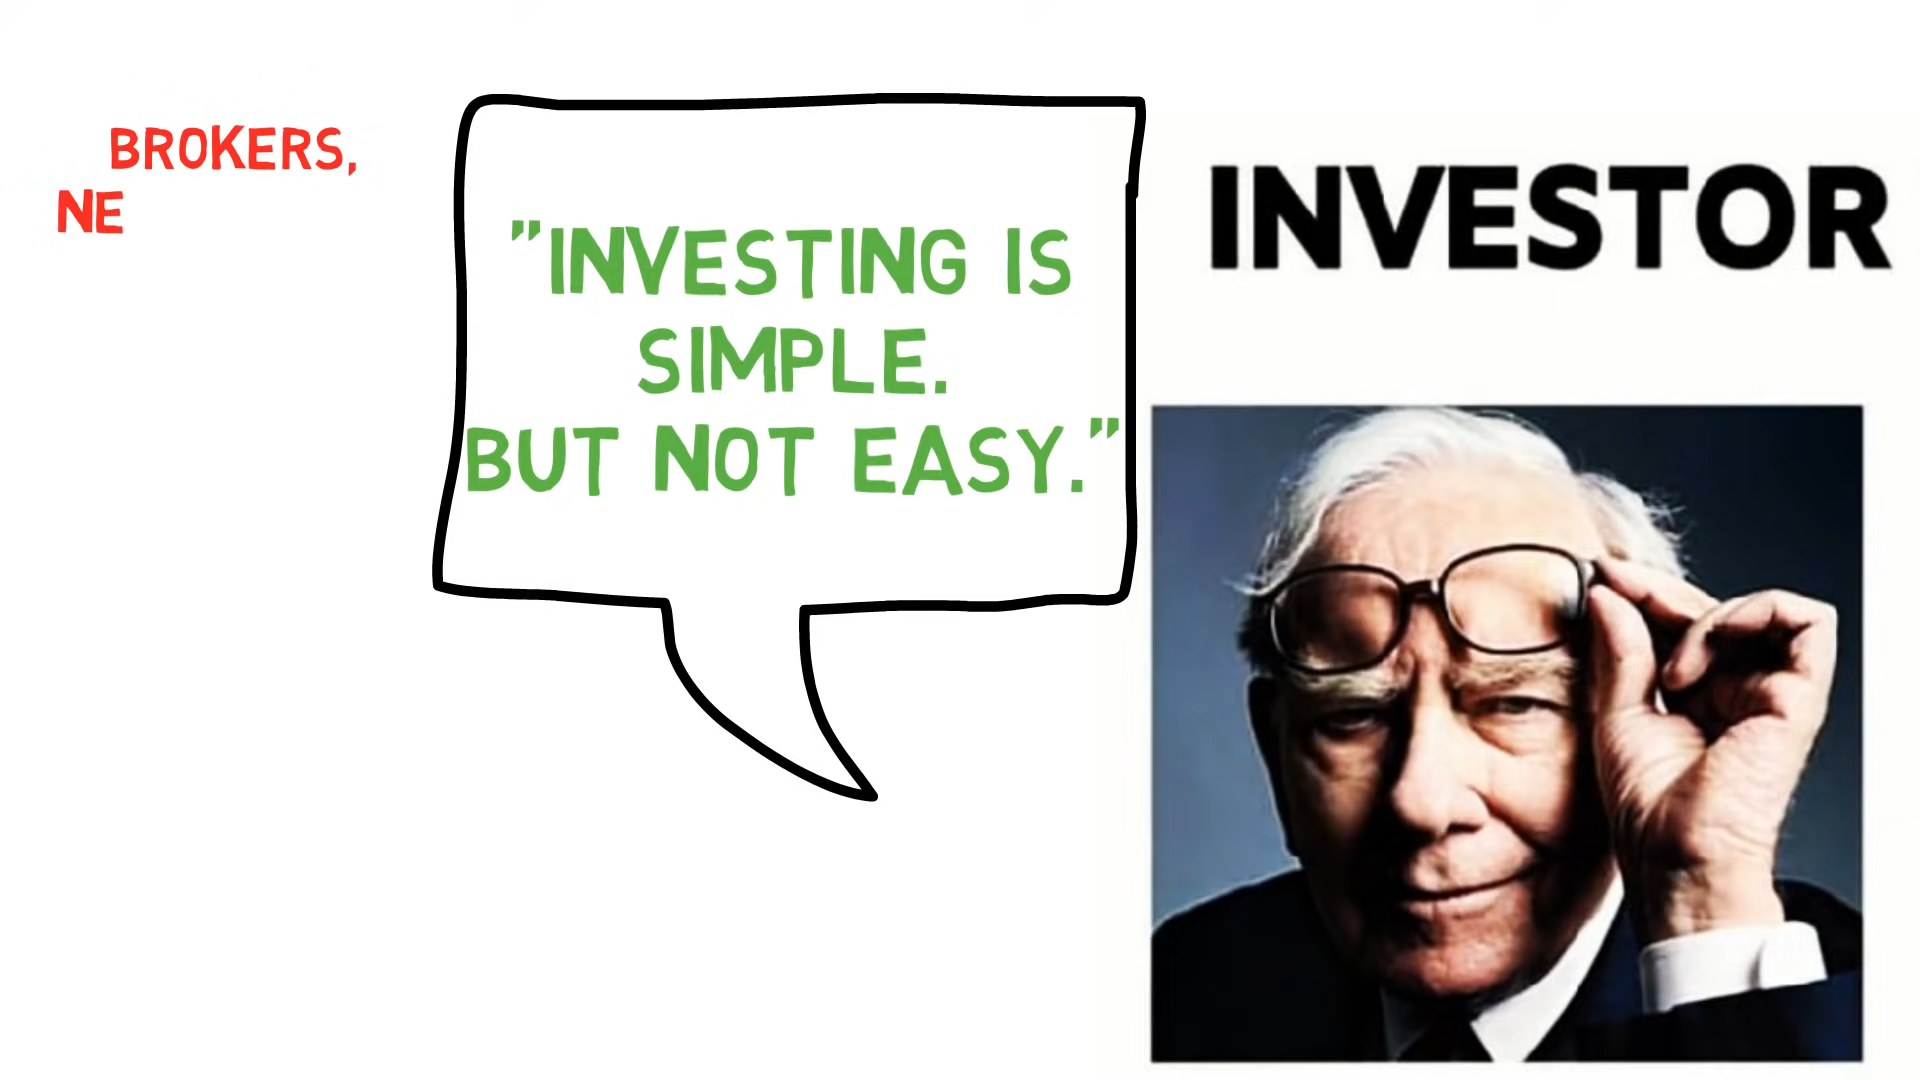 BROKERS,
NE
"INVESTING IS
SIMPLE.
BUT NOT EASY."
INVESTOR